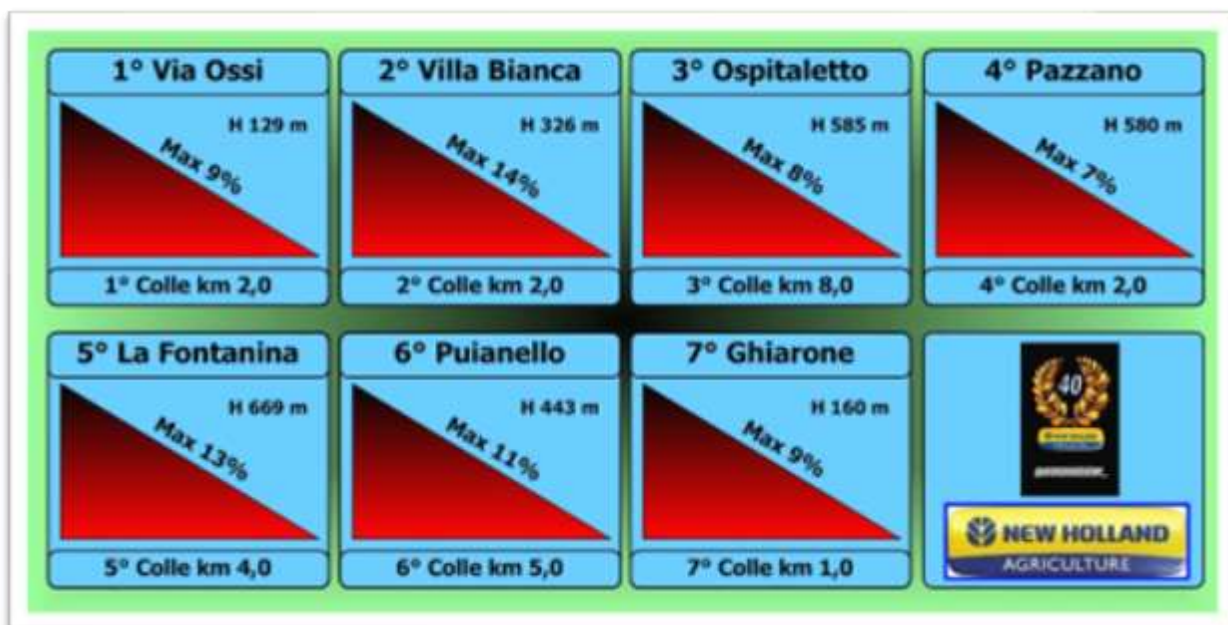 1° Via Ossi
H 129 m
Max 9%
1° Colle km 2,0
2° Villa Bianca
H 326 m
Max 14%
2° Colle km 2,0
3° Ospitaletto
H 585 m
Max 8%
3° Colle km 8,0
4° Pazzano
H 580 m
Max 7%
4° Colle km 2,0
5° La Fontanina
H 669 m
Max 13%
5° Colle km 4,0
6° Puianello
H 443 m
Max 11%
6° Colle km 5,0
7° Ghiarone
H 160 m
Max 9%
7° Colle km 1,0
40
NEW HOLLAND
AGRICULTURE